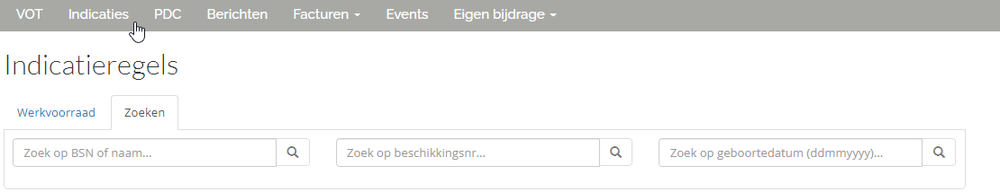 VOT Indicaties PDC Berichten Facturen Events Eigen bijdrage
Indicatieregels
Werkvoorraad Zoeken
Zoek op BSN of naam... Zoek op beschikkingsnr... Zoek op geboortedatum (ddmmyyyy)...